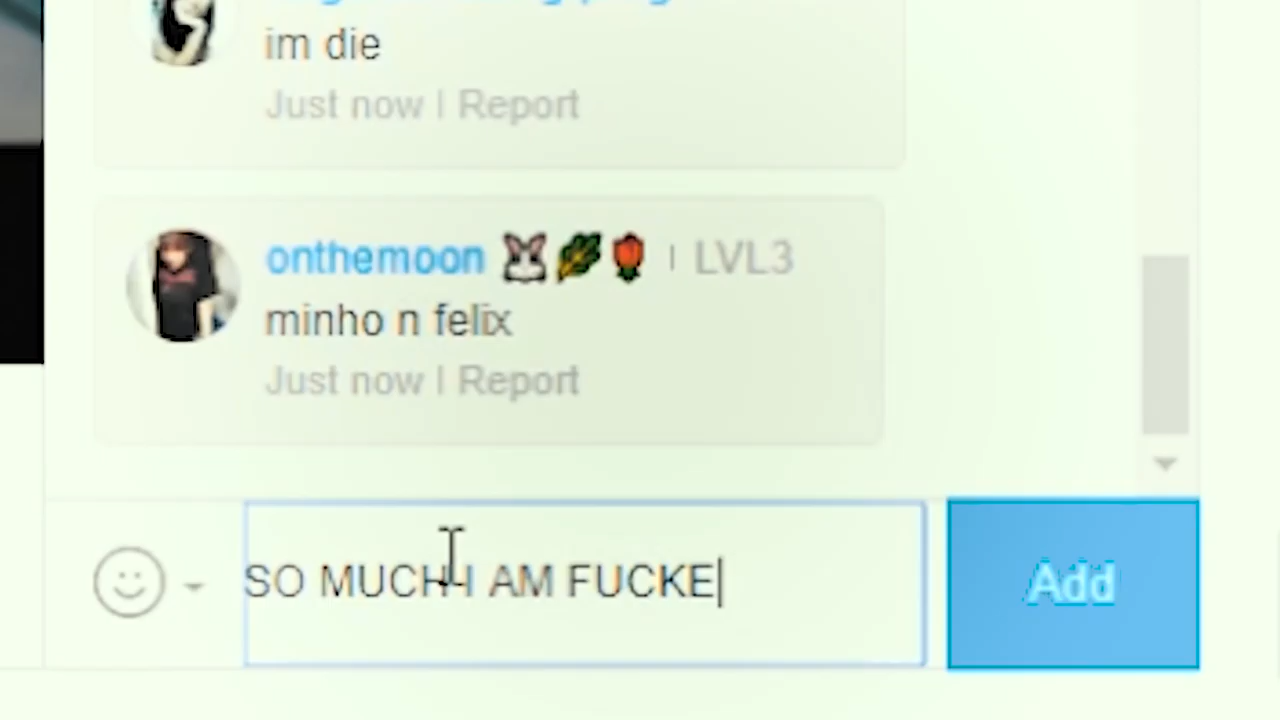 im die
Just now | Report
onthemoon 🐰🌿🌷 | LVL3
minho n felix
Just now | Report
SO MUCH I AM FUCKE
Add